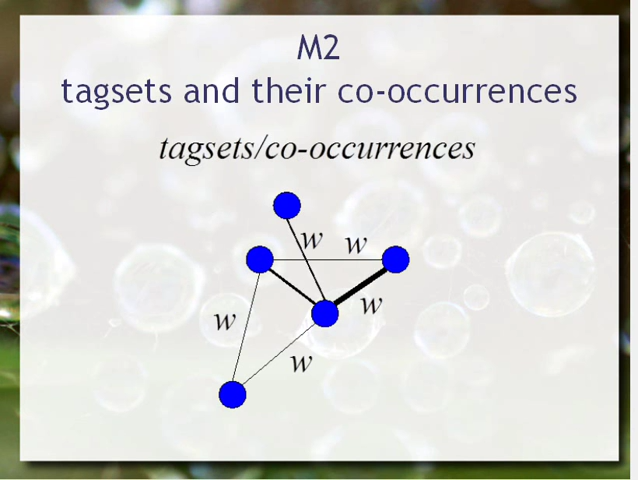 M2
tagsets and their co-occurrences
tagsets/co-occurrences
w w
w
w
w